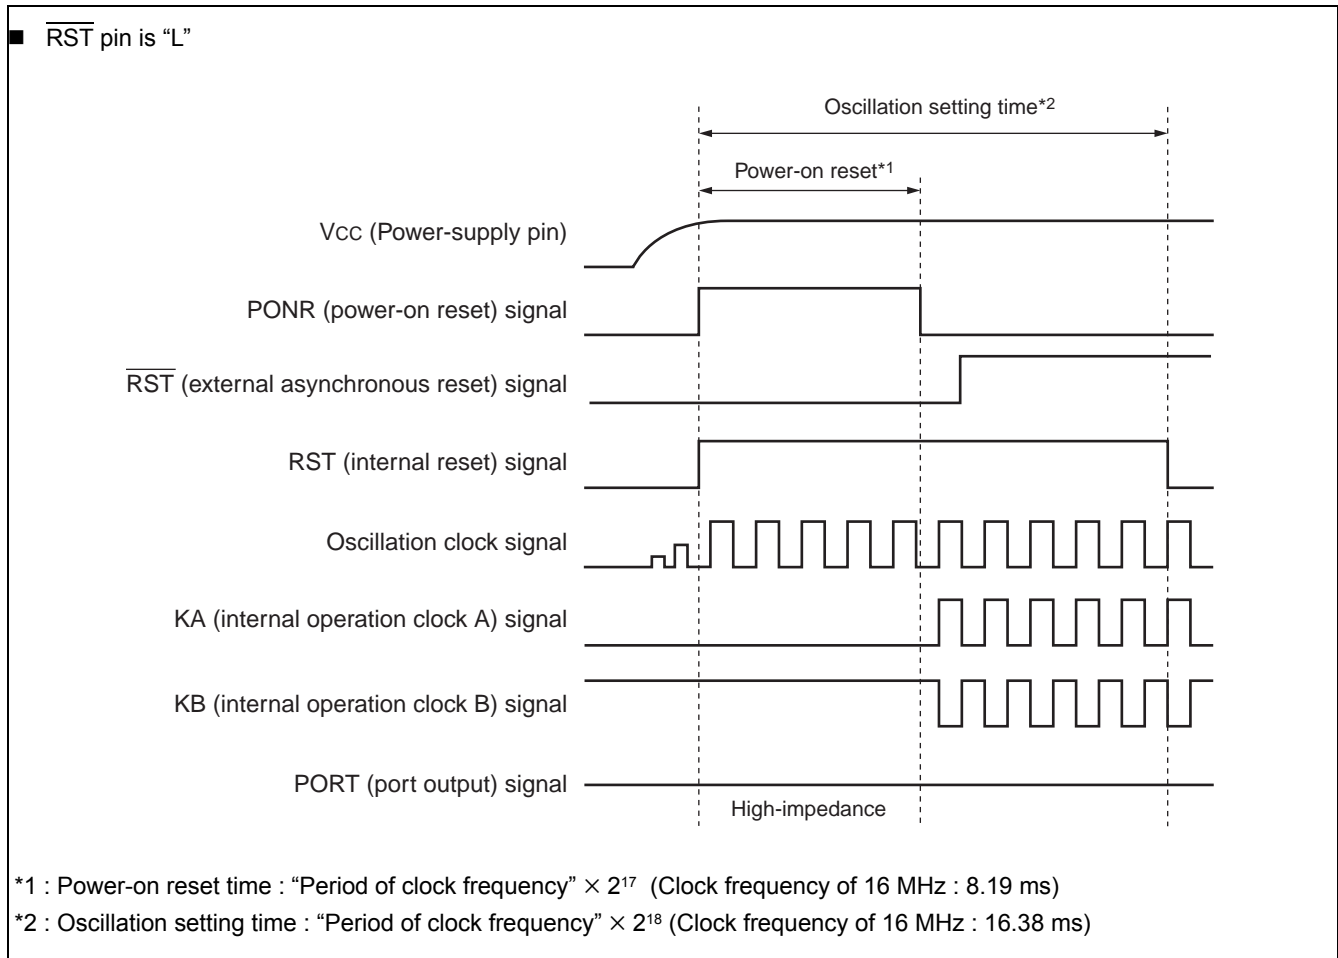 ■ RST pin is “L”
Oscillation setting time*2
Power-on reset*1
Vcc (Power-supply pin)
PONR (power-on reset) signal
RST (external asynchronous reset) signal
RST (internal reset) signal
Oscillation clock signal
KA (internal operation clock A) signal
KB (internal operation clock B) signal
PORT (port output) signal
High-impedance
*1 : Power-on reset time : “Period of clock frequency” × 2¹⁷ (Clock frequency of 16 MHz : 8.19 ms)
*2 : Oscillation setting time : “Period of clock frequency” × 2¹⁸ (Clock frequency of 16 MHz : 16.38 ms)